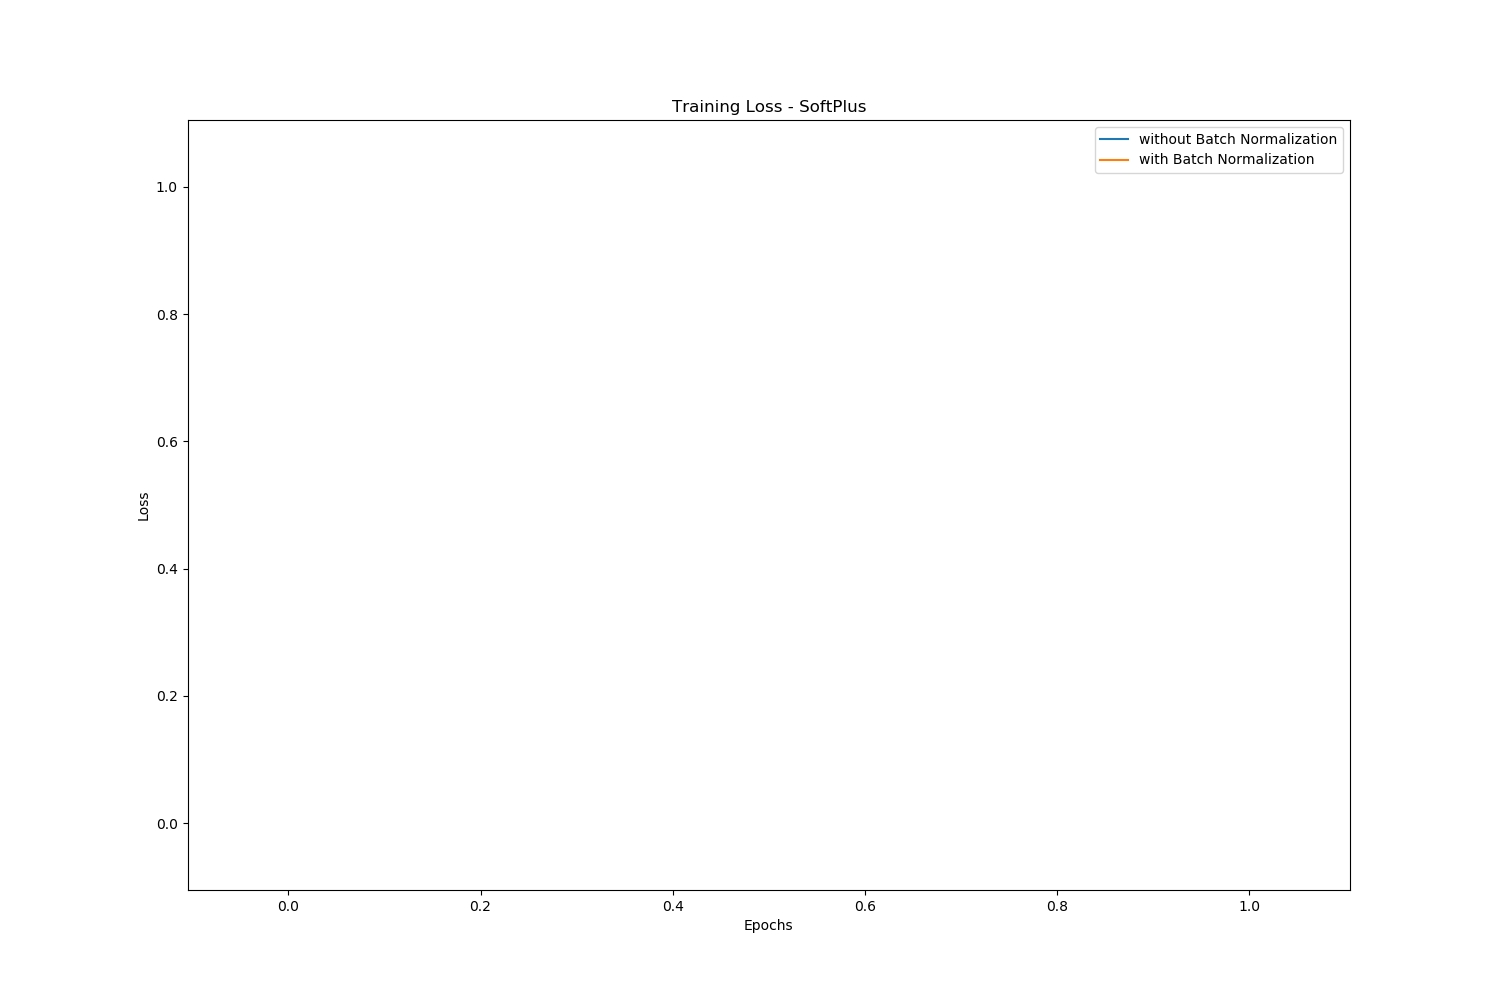 Training Loss - SoftPlus
without Batch Normalization
with Batch Normalization
1.0
0.8
0.6
0.4
0.2
0.0
Loss
0.0 0.2 0.4 0.6 0.8 1.0
Epochs